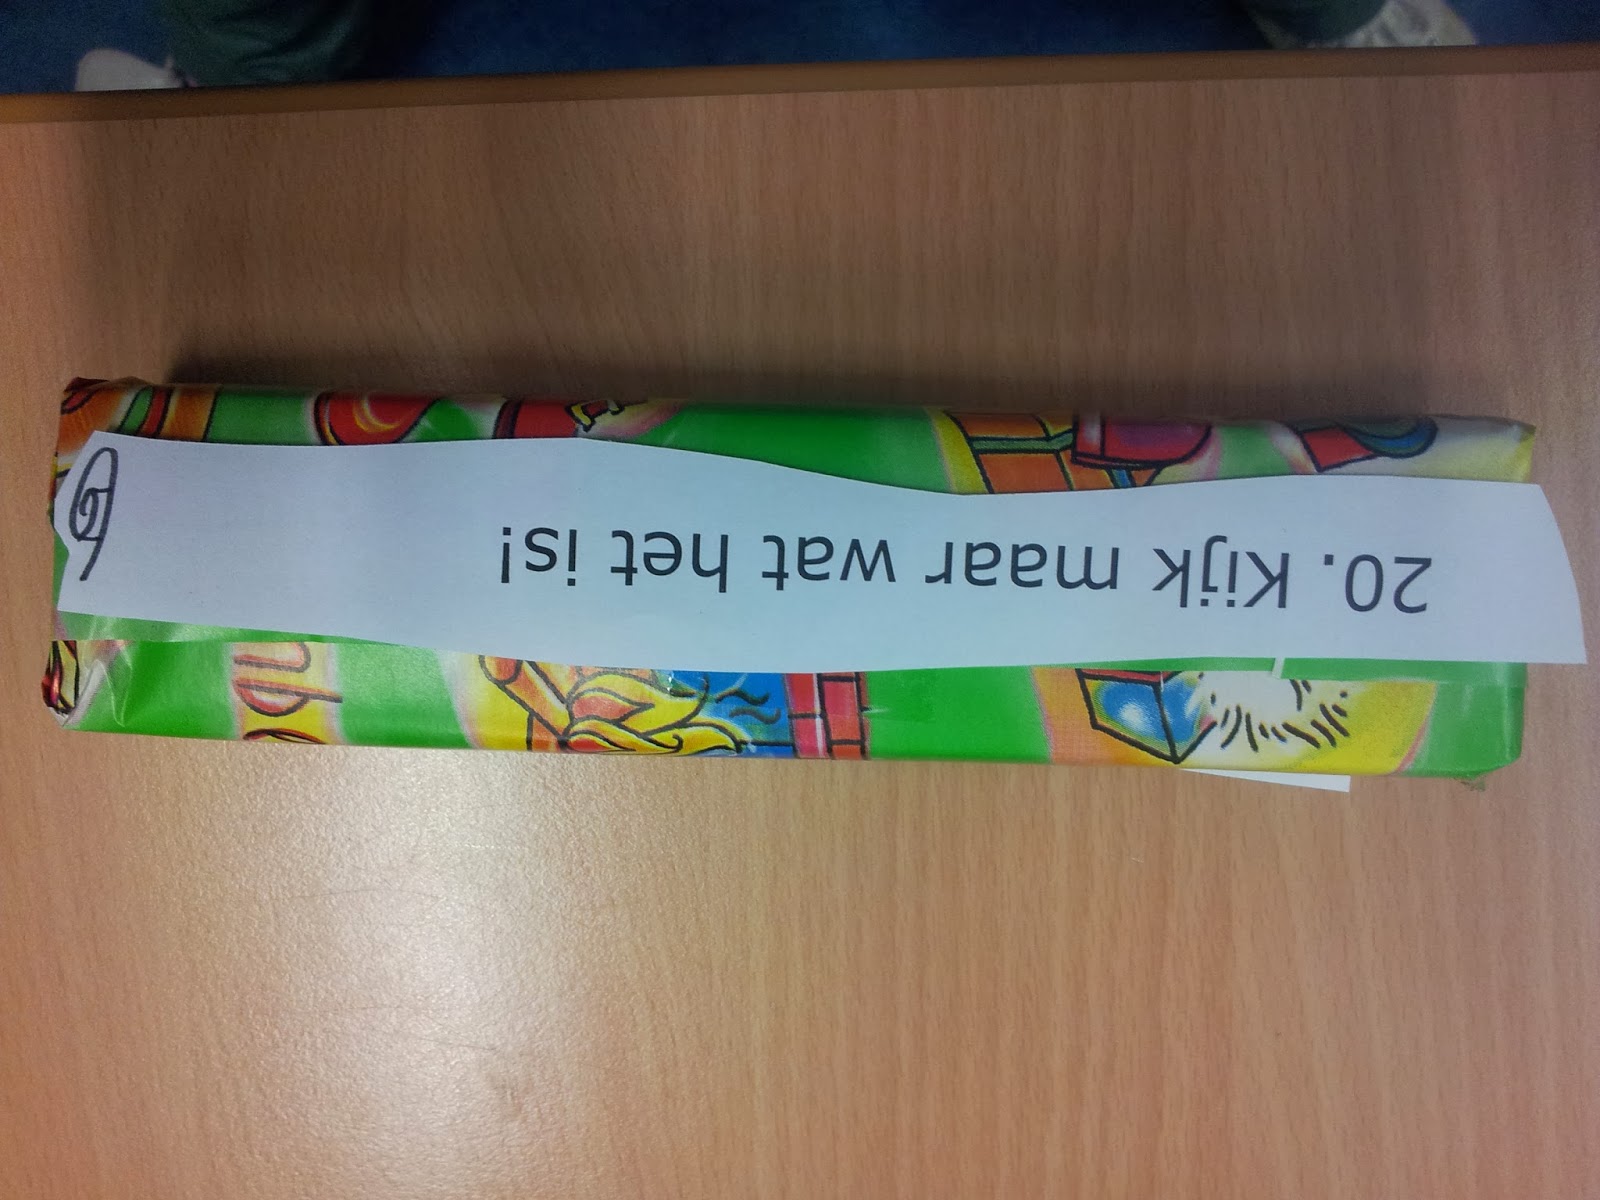 20. Kijk maar wat het is!